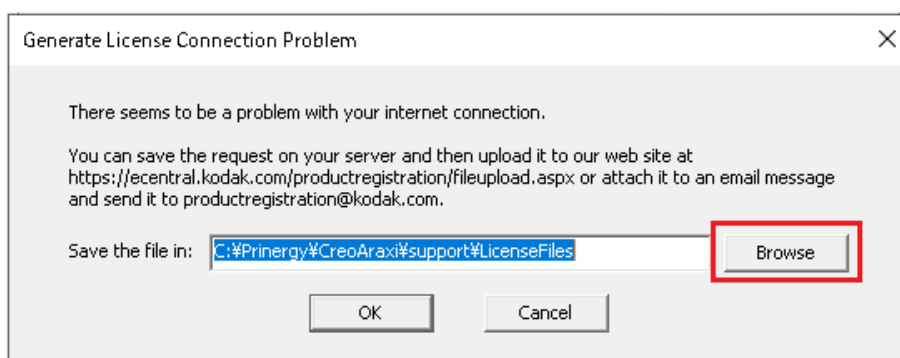 Generate License Connection Problem
There seems to be a problem with your internet connection.
You can save the request on your server and then upload it to our web site at
https://ecentral.kodak.com/productregistration/fileupload.aspx or attach it to an email message
and send it to productregistration@kodak.com.
Save the file in: C:¥Prinergy¥CreoAraxi¥support¥LicenseFiles Browse
OK Cancel